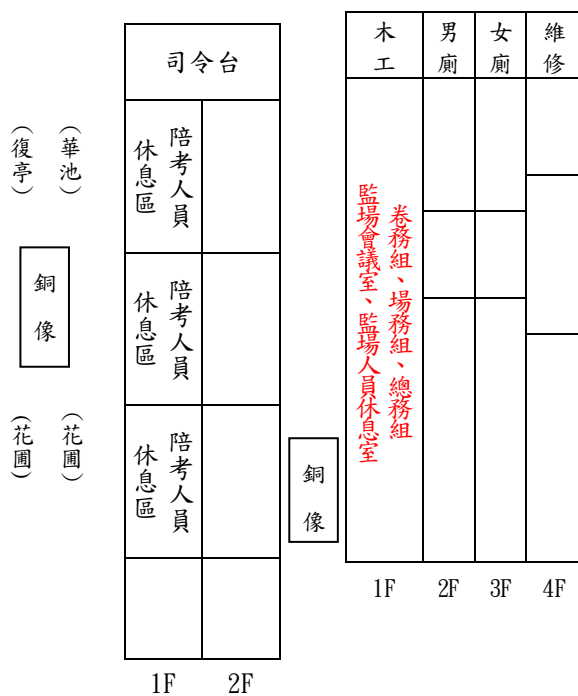 (復亭)
(華池)
銅像
(花圃)
(花圃)
司令台
陪考人員
休息區
陪考人員
休息區
陪考人員
休息區
1F
2F
銅像
木工
男廁
女廁
維修
卷務組、場務組、總務組
監場會議室、監場人員休息室
1F
2F
3F
4F